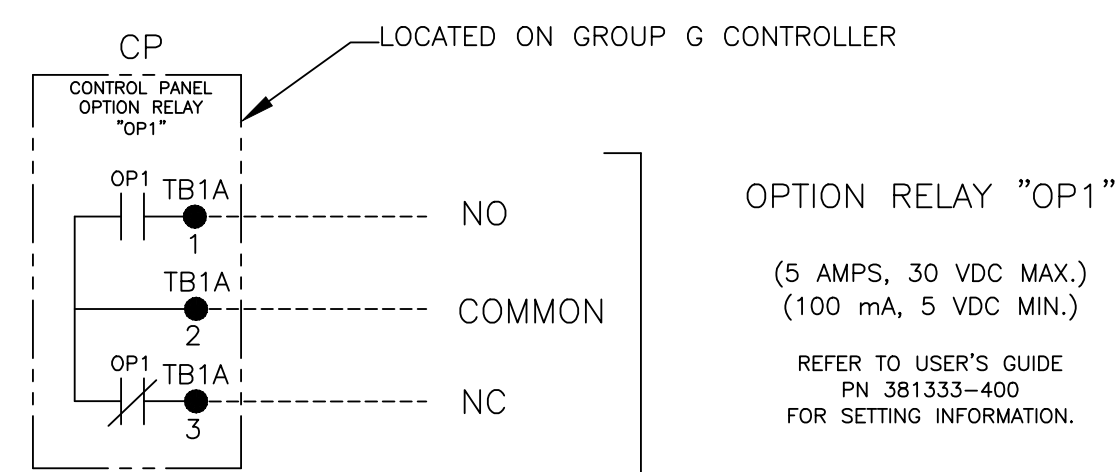 CP
LOCATED ON GROUP G CONTROLLER
CONTROL PANEL
OPTION RELAY
"OP1"
OP1
TB1A
1
NO
TB1A
2
COMMON
OP1
TB1A
3
NC
OPTION RELAY "OP1"
(5 AMPS, 30 VDC MAX.)
(100 mA, 5 VDC MIN.)
REFER TO USER'S GUIDE
PN 381333-400
FOR SETTING INFORMATION.